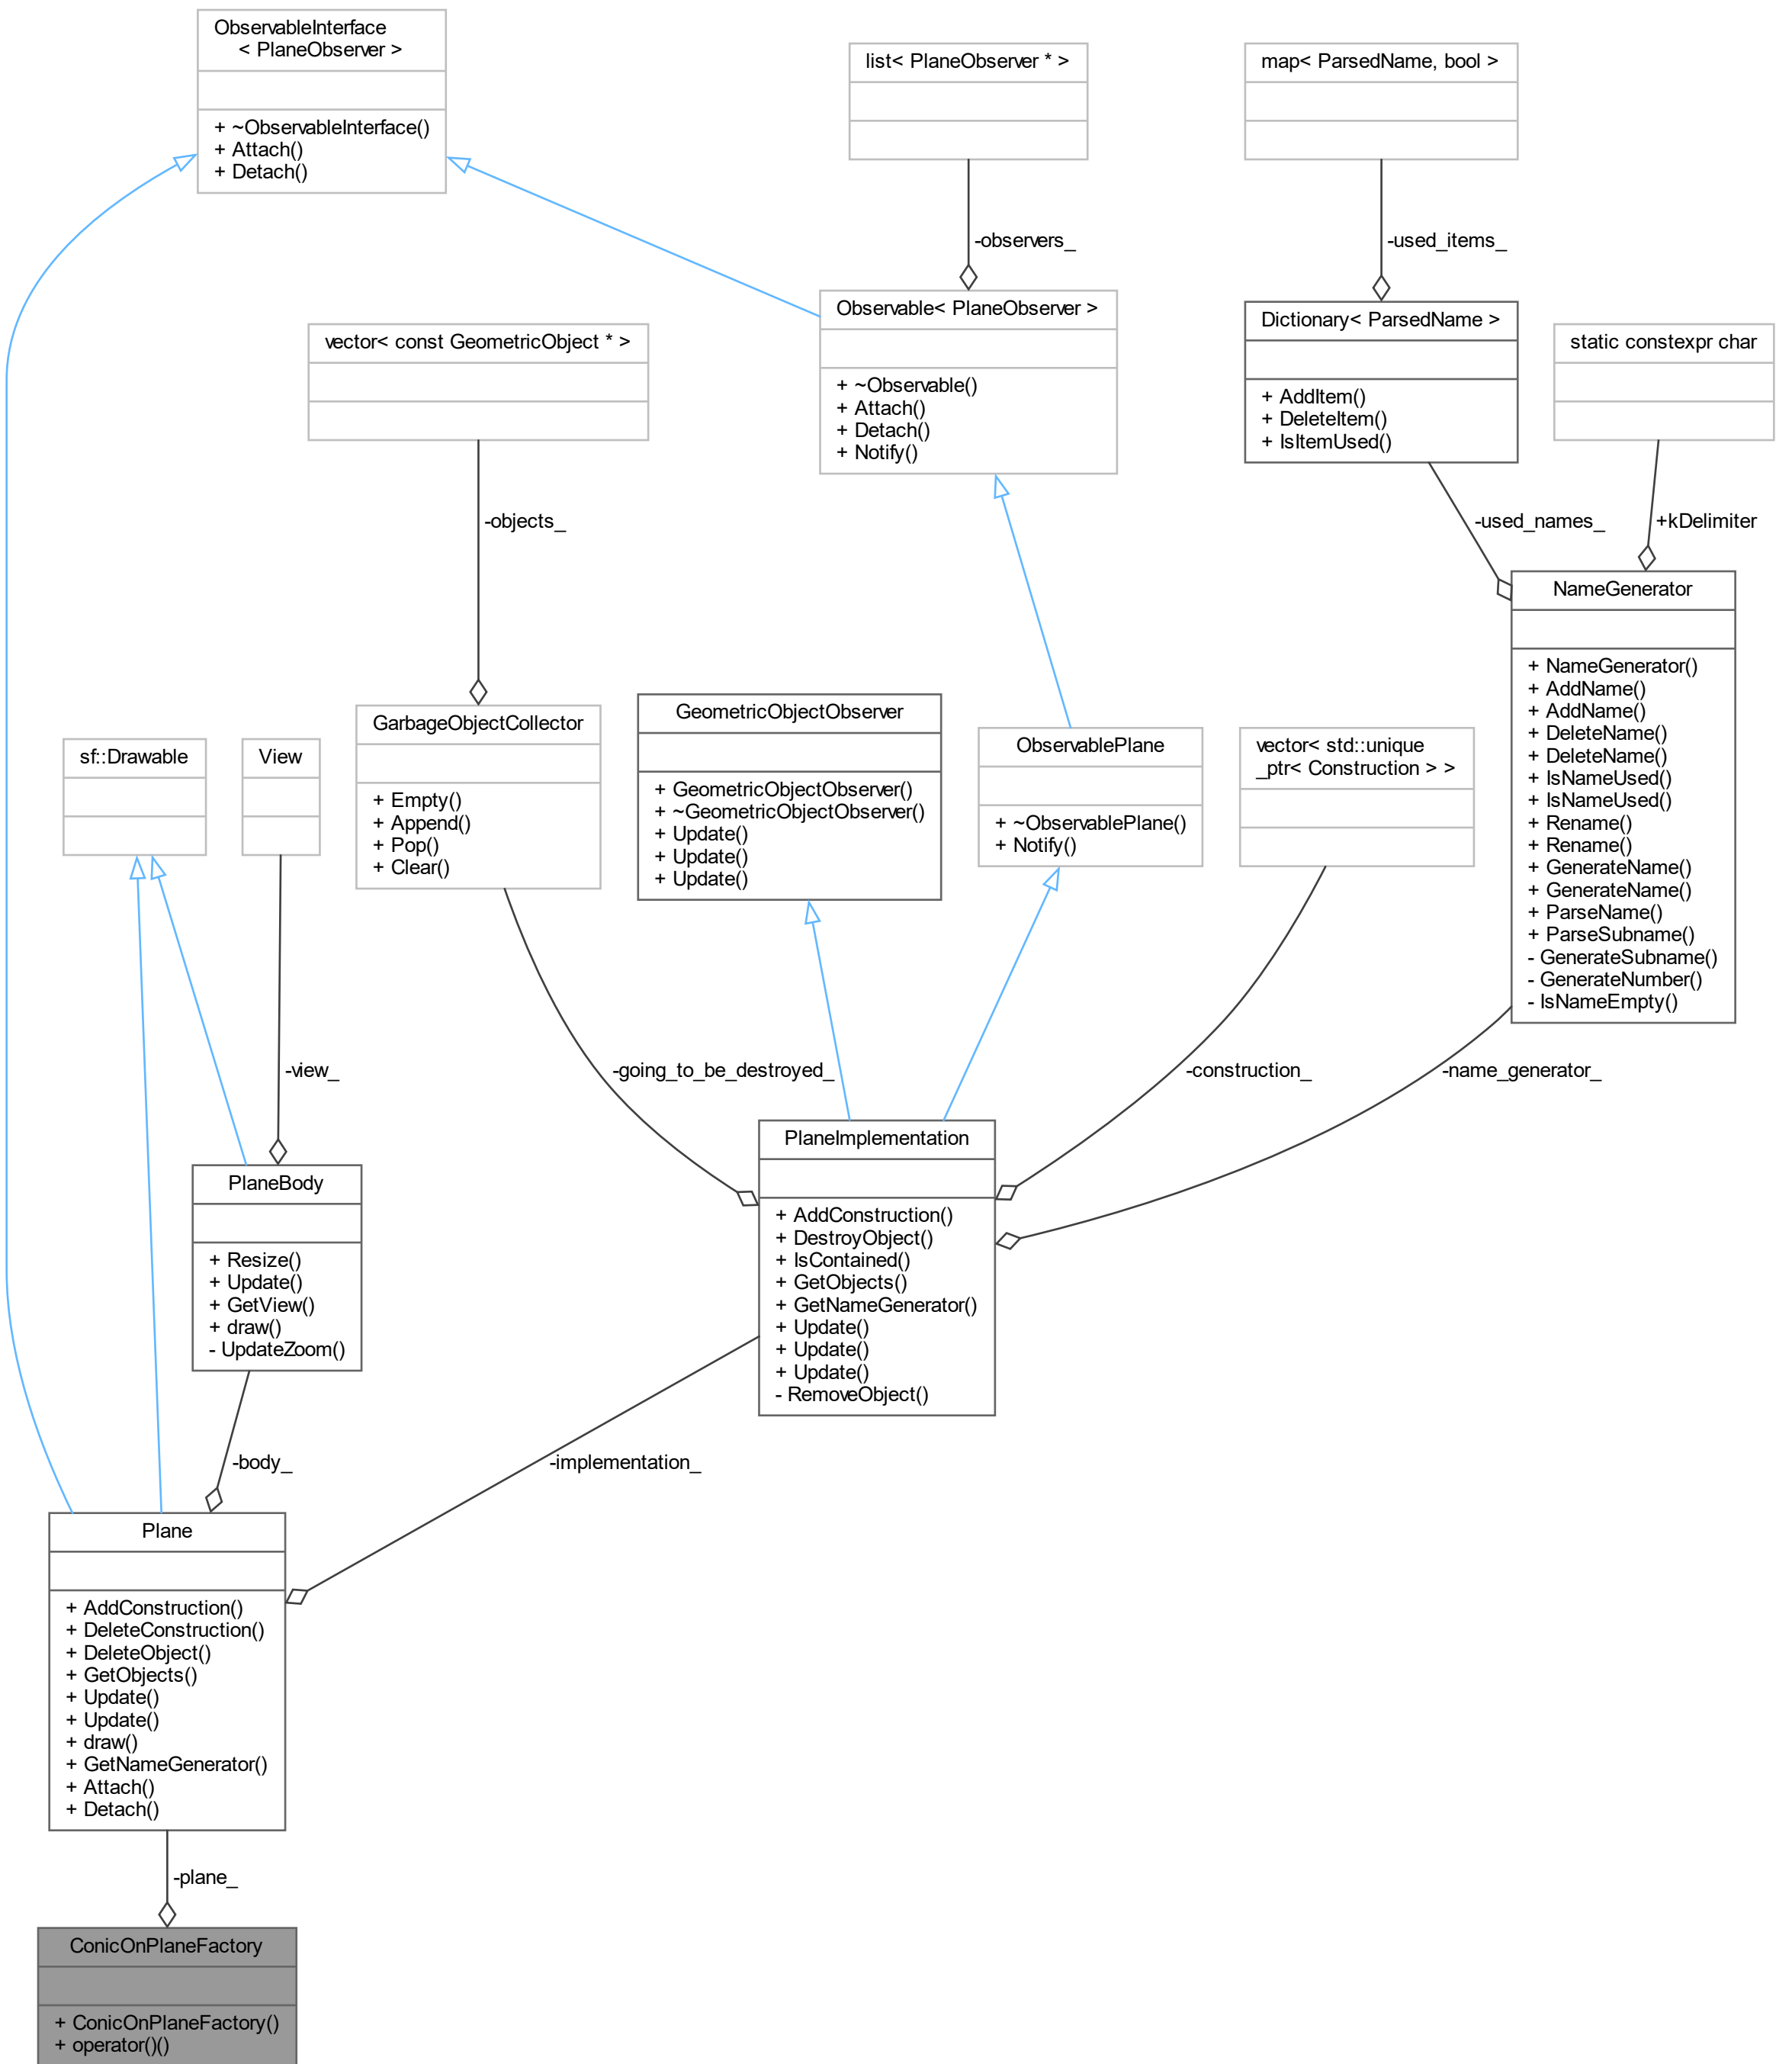 ObservableInterface
< PlaneObserver >
+ ~ObservableInterface()
+ Attach()
+ Detach()
list< PlaneObserver * >
map< ParsedName, bool >
-observers_
-used_items_
Observable< PlaneObserver >
+ ~Observable()
+ Attach()
+ Detach()
+ Notify()
Dictionary< ParsedName >
+ AddItem()
+ DeleteItem()
+ IsItemUsed()
vector< const GeometricObject * >
static constexpr char
-objects_
-used_names_
+kDelimiter
NameGenerator
+ NameGenerator()
+ AddName()
+ AddName()
+ DeleteName()
+ DeleteName()
+ IsNameUsed()
+ IsNameUsed()
+ Rename()
+ Rename()
+ GenerateName()
+ GenerateName()
+ ParseName()
+ ParseSubname()
- GenerateSubname()
- GenerateNumber()
- IsNameEmpty()
GarbageObjectCollector
+ Empty()
+ Append()
+ Pop()
+ Clear()
GeometricObjectObserver
+ GeometricObjectObserver()
+ ~GeometricObjectObserver()
+ Update()
+ Update()
+ Update()
ObservablePlane
+ ~ObservablePlane()
+ Notify()
vector< std::unique
_ptr< Construction > >
sf::Drawable
View
-view_
-going_to_be_destroyed_
-construction_
-name_generator_
PlaneImplementation
+ AddConstruction()
+ DestroyObject()
+ IsContained()
+ GetObjects()
+ GetNameGenerator()
+ Update()
+ Update()
+ Update()
- RemoveObject()
PlaneBody
+ Resize()
+ Update()
+ GetView()
+ draw()
- UpdateZoom()
-body_
-implementation_
Plane
+ AddConstruction()
+ DeleteConstruction()
+ DeleteObject()
+ GetObjects()
+ Update()
+ Update()
+ draw()
+ GetNameGenerator()
+ Attach()
+ Detach()
-plane_
ConicOnPlaneFactory
+ ConicOnPlaneFactory()
+ operator()()